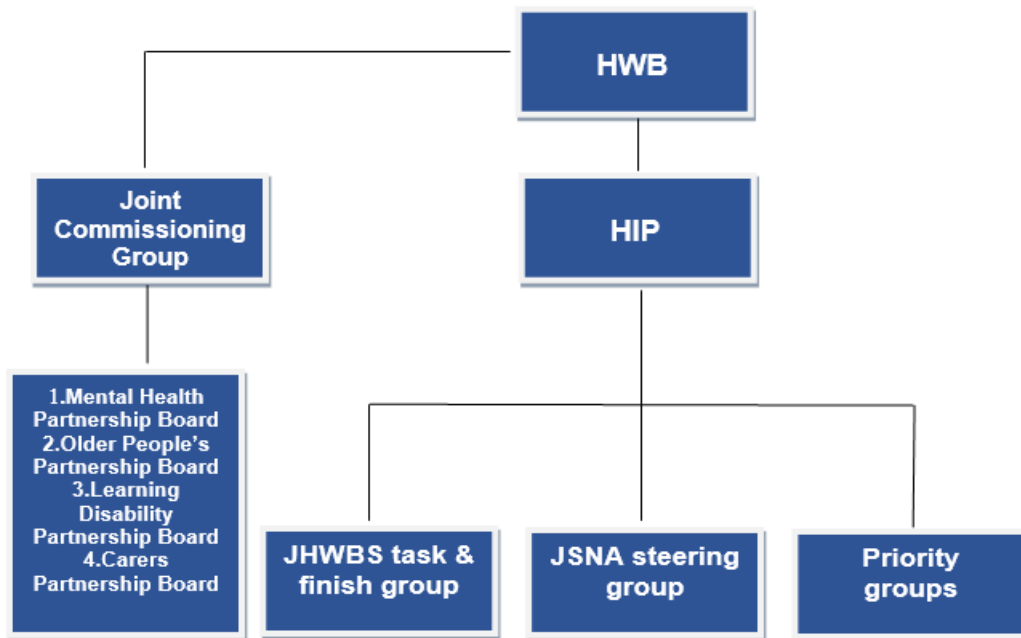 HWB
Joint
Commissioning
Group
HIP
1.Mental Health
Partnership Board
2.Older People’s
Partnership Board
3.Learning
Disability
Partnership Board
4.Carers
Partnership Board
JHWBS task &
finish group
JSNA steering
group
Priority
groups